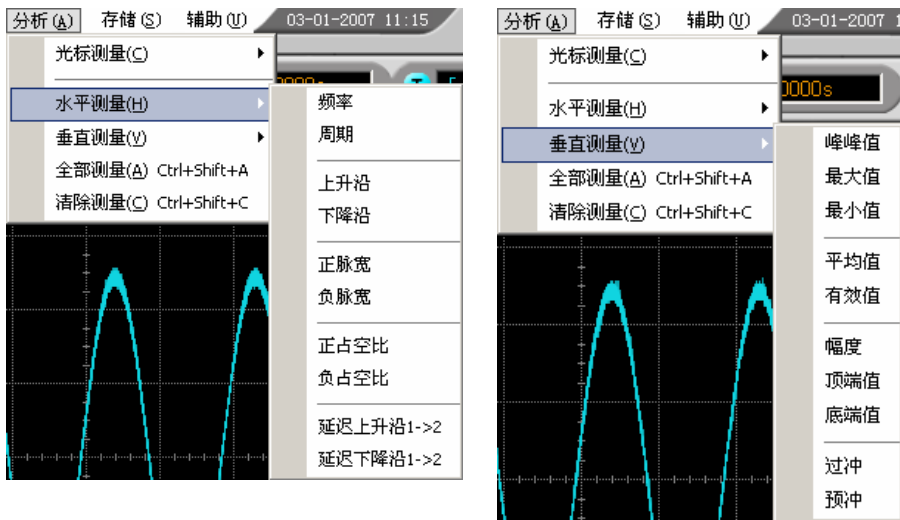 分析(A) 存储(S) 辅助(U) 03-01-2007 11:15
光标测量(C)
水平测量(H)
垂直测量(V)
全部测量(A) Ctrl+Shift+A
清除测量(C) Ctrl+Shift+C
频率
周期
上升沿
下降沿
正脉宽
负脉宽
正占空比
负占空比
延迟上升沿1->2
延迟下降沿1->2
分析(A) 存储(S) 辅助(U) 03-01-2007 1
光标测量(C)
0000s
水平测量(H)
垂直测量(V)
全部测量(A) Ctrl+Shift+A
清除测量(C) Ctrl+Shift+C
峰峰值
最大值
最小值
平均值
有效值
幅度
顶端值
底端值
过冲
预冲